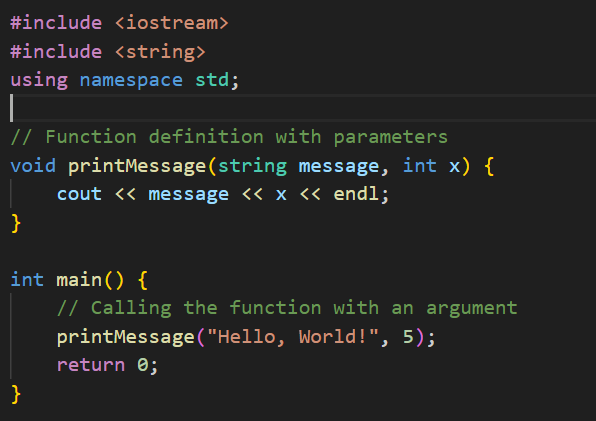 #include <iostream>
#include <string>
using namespace std;
// Function definition with parameters
void printMessage(string message, int x) {
    cout << message << x << endl;
}
int main() {
    // Calling the function with an argument
    printMessage("Hello, World!", 5);
    return 0;
}